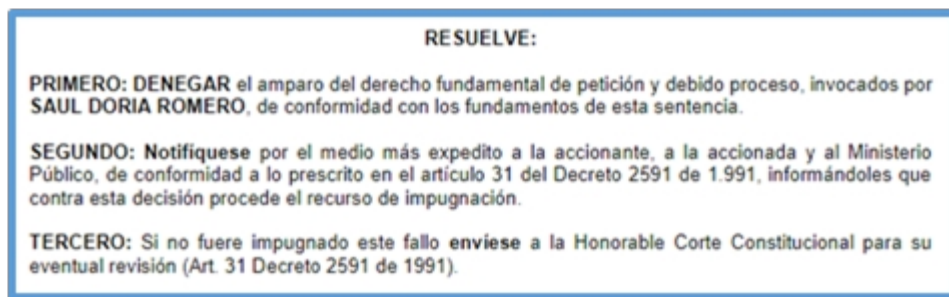 RESUELVE:
PRIMERO: DENEGAR el amparo del derecho fundamental de petición y debido proceso, invocados por
SAUL DORIA ROMERO, de conformidad con los fundamentos de esta sentencia.
SEGUNDO: Notifíquese por el medio más expedito a la accionante, a la accionada y al Ministerio
Público, de conformidad a lo prescrito en el artículo 31 del Decreto 2591 de 1.991, informándoles que
contra esta decisión procede el recurso de impugnación.
TERCERO: Si no fuere impugnado este fallo envíese a la Honorable Corte Constitucional para su
eventual revisión (Art. 31 Decreto 2591 de 1991).